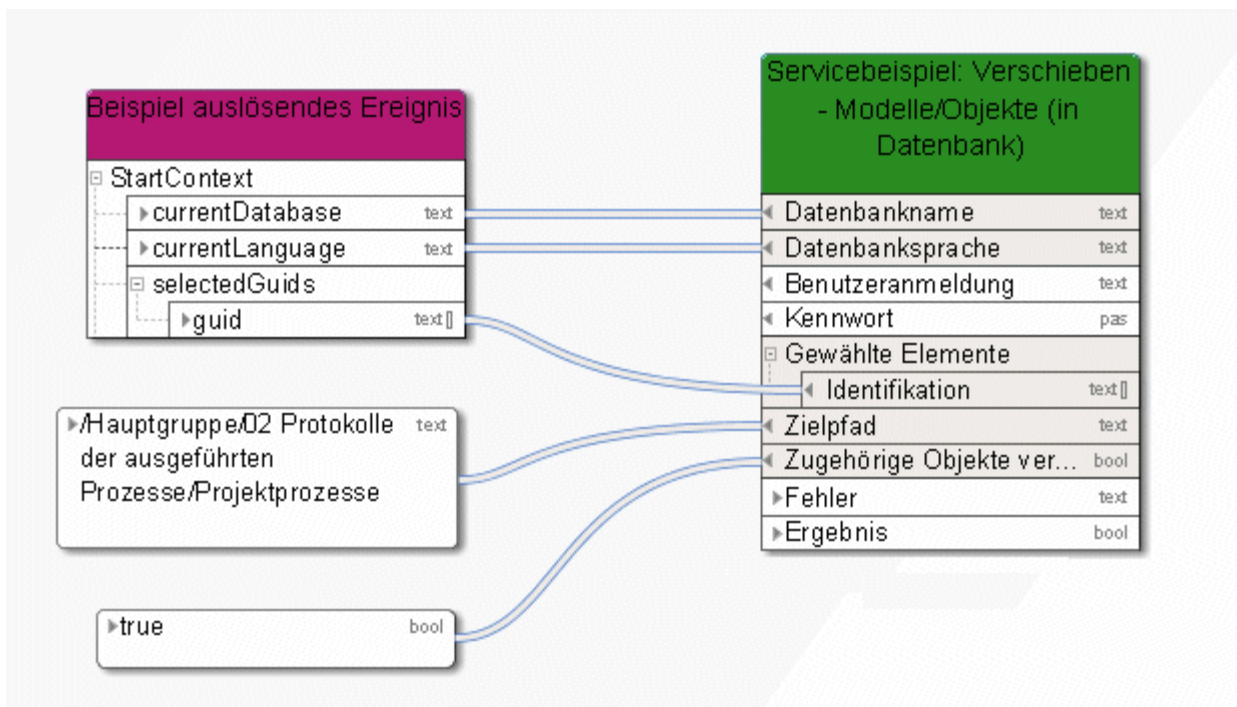 Beispiel auslösendes Ereignis
StartContext
currentDatabase text
currentLanguage text
selectedGuids
guid text[]
/Hauptgruppe/02 Protokolle text
der ausgeführten
Prozesse/Projektprozesse
true bool
Servicebeispiel: Verschieben
- Modelle/Objekte (in
Datenbank)
Datenbankname text
Datenbanksprache text
Benutzeranmeldung text
Kennwort pas
Gewählte Elemente
Identifikation text[]
Zielpfad text
Zugehörige Objekte ver... bool
Fehler text
Ergebnis bool